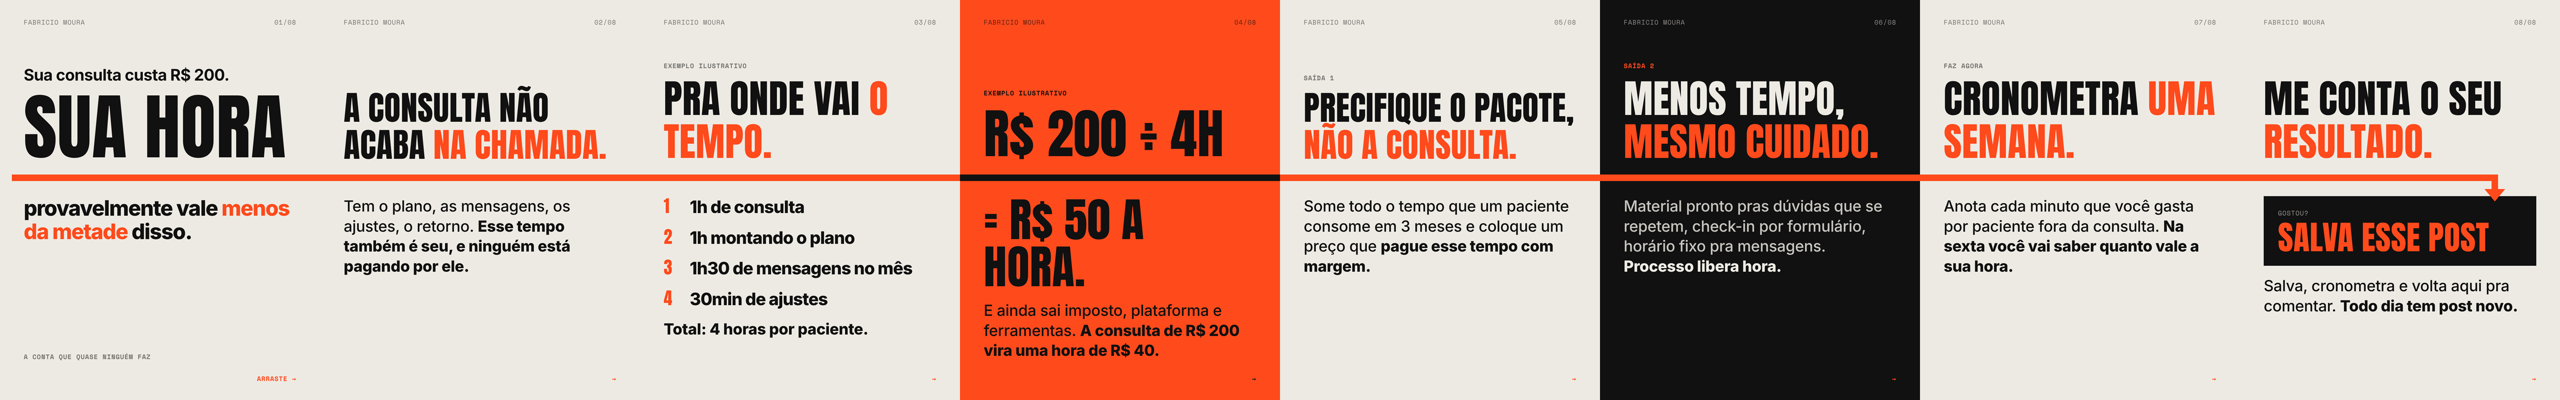 FABRICIO MOURA
01/08
Sua consulta custa R$ 200.
SUA HORA
provavelmente vale menos
da metade disso.
A CONTA QUE QUASE NINGUÉM FAZ
ARRASTE →
FABRICIO MOURA
02/08
A CONSULTA NÃO
ACABA NA CHAMADA.
Tem o plano, as mensagens, os
ajustes, o retorno. Esse tempo
também é seu, e ninguém está
pagando por ele.
→
FABRICIO MOURA
03/08
EXEMPLO ILUSTRATIVO
PRA ONDE VAI O
TEMPO.
1 1h de consulta
2 1h montando o plano
3 1h30 de mensagens no mês
4 30min de ajustes
Total: 4 horas por paciente.
→
FABRICIO MOURA
04/08
EXEMPLO ILUSTRATIVO
R$ 200 ÷ 4H
= R$ 50 A
HORA.
E ainda sai imposto, plataforma e
ferramentas. A consulta de R$ 200
vira uma hora de R$ 40.
→
FABRICIO MOURA
05/08
SAÍDA 1
PRECIFIQUE O PACOTE,
NÃO A CONSULTA.
Some todo o tempo que um paciente
consome em 3 meses e coloque um
preço que pague esse tempo com
margem.
→
FABRICIO MOURA
06/08
SAÍDA 2
MENOS TEMPO,
MESMO CUIDADO.
Material pronto pras dúvidas que se
repetem, check-in por formulário,
horário fixo pra mensagens.
Processo libera hora.
→
FABRICIO MOURA
07/08
FAZ AGORA
CRONOMETRA UMA
SEMANA.
Anota cada minuto que você gasta
por paciente fora da consulta. Na
sexta você vai saber quanto vale a
sua hora.
→
FABRICIO MOURA
08/08
ME CONTA O SEU
RESULTADO.
GOSTOU?
SALVA ESSE POST
Salva, cronometra e volta aqui pra
comentar. Todo dia tem post novo.
→